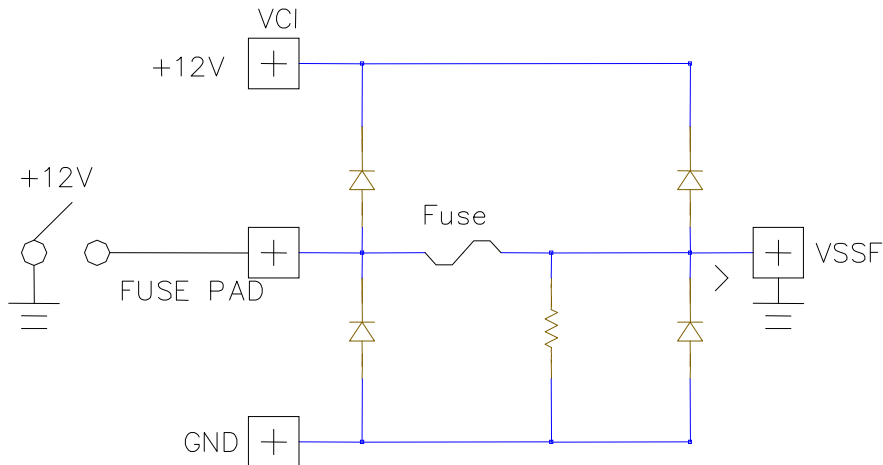 VCI
+12V
+12V
Fuse
VSSF
FUSE PAD
GND